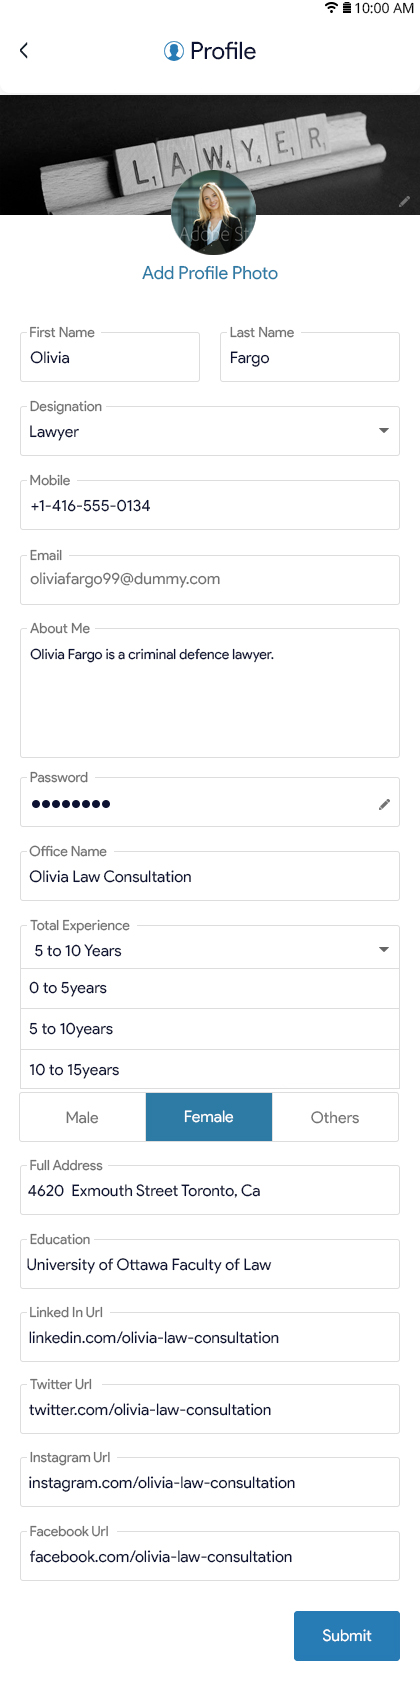 10:00 AM
Profile
LAWYER
Adobe St
Add Profile Photo
First Name
Olivia
Last Name
Fargo
Designation
Lawyer
Mobile
+1-416-555-0134
Email
oliviafargo99@dummy.com
About Me
Olivia Fargo is a criminal defence lawyer.
Password
Office Name
Olivia Law Consultation
Total Experience
5 to 10 Years
0 to 5years
5 to 10years
10 to 15years
Male
Female
Others
Full Address
4620 Exmouth Street Toronto, Ca
Education
University of Ottawa Faculty of Law
Linked In Url
linkedin.com/olivia-law-consultation
Twitter Url
twitter.com/olivia-law-consultation
Instagram Url
instagram.com/olivia-law-consultation
Facebook Url
facebook.com/olivia-law-consultation
Submit